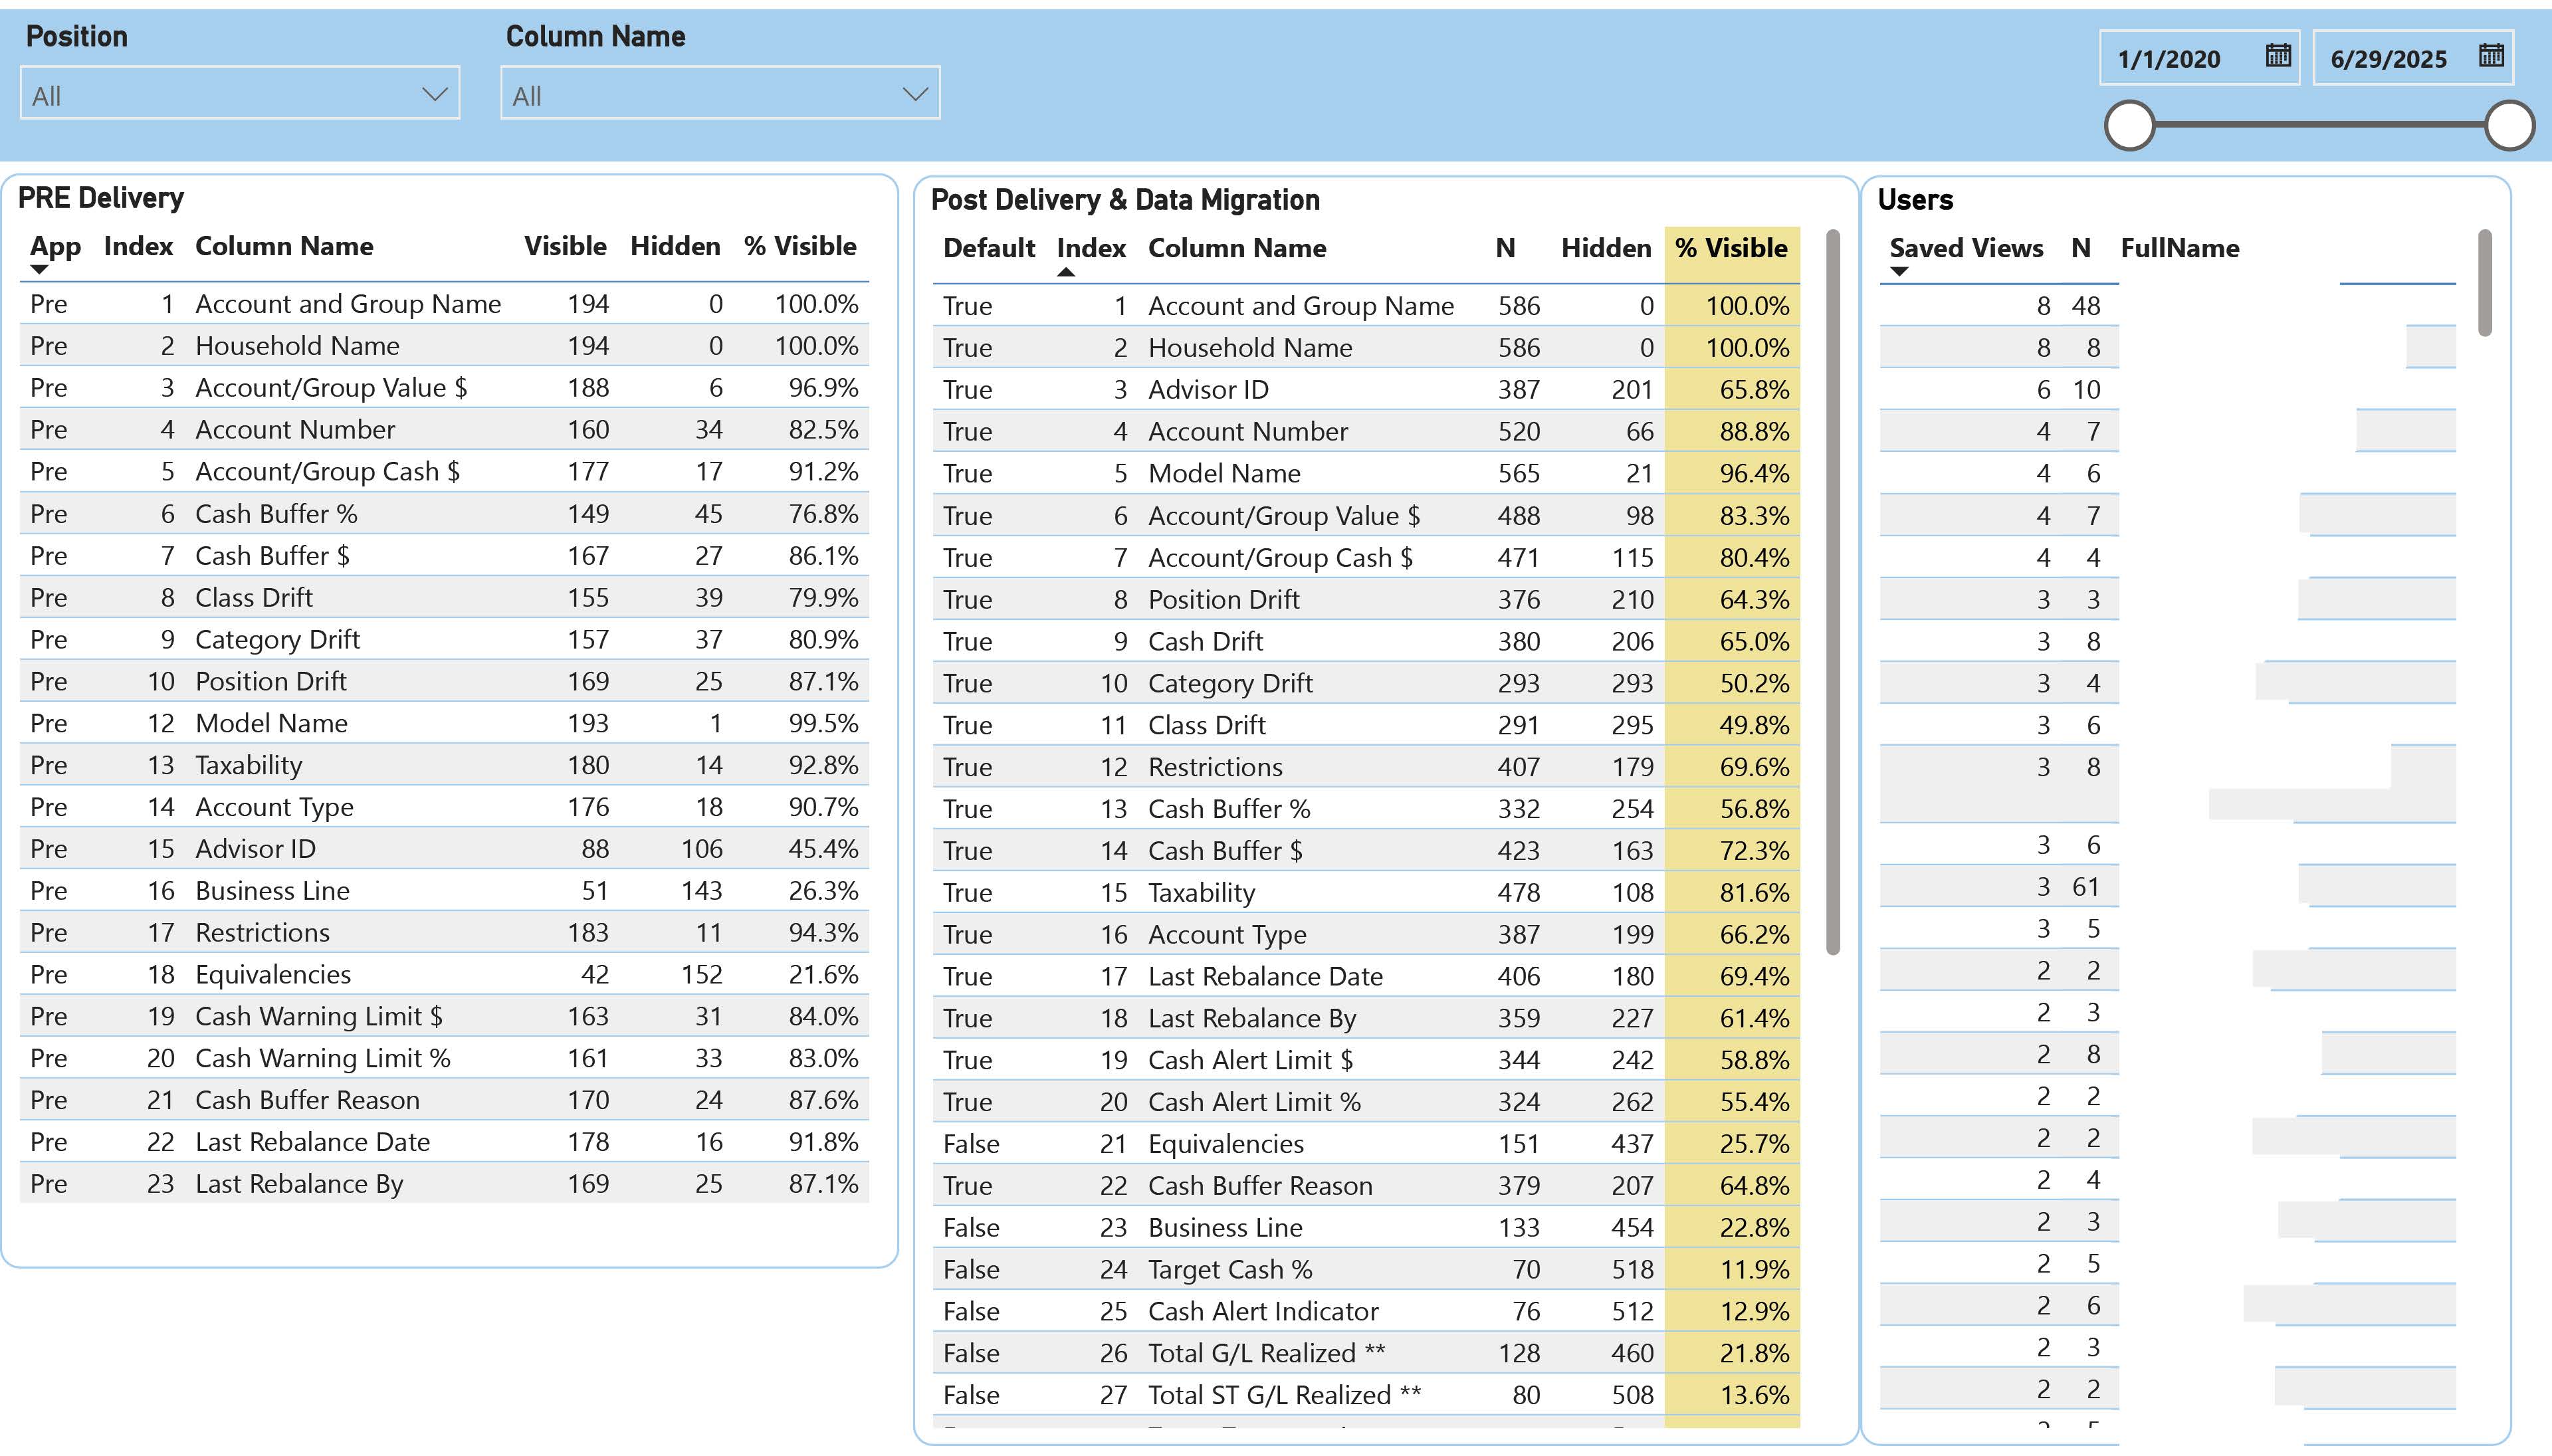 Position
Column Name
1/1/2020
6/29/2025
All
All
PRE Delivery
App Index Column Name Visible Hidden % Visible
Pre 1 Account and Group Name 194 0 100.0%
Pre 2 Household Name 194 0 100.0%
Pre 3 Account/Group Value $ 188 6 96.9%
Pre 4 Account Number 160 34 82.5%
Pre 5 Account/Group Cash $ 177 17 91.2%
Pre 6 Cash Buffer % 149 45 76.8%
Pre 7 Cash Buffer $ 167 27 86.1%
Pre 8 Class Drift 155 39 79.9%
Pre 9 Category Drift 157 37 80.9%
Pre 10 Position Drift 169 25 87.1%
Pre 12 Model Name 193 1 99.5%
Pre 13 Taxability 180 14 92.8%
Pre 14 Account Type 176 18 90.7%
Pre 15 Advisor ID 88 106 45.4%
Pre 16 Business Line 51 143 26.3%
Pre 17 Restrictions 183 11 94.3%
Pre 18 Equivalencies 42 152 21.6%
Pre 19 Cash Warning Limit $ 163 31 84.0%
Pre 20 Cash Warning Limit % 161 33 83.0%
Pre 21 Cash Buffer Reason 170 24 87.6%
Pre 22 Last Rebalance Date 178 16 91.8%
Pre 23 Last Rebalance By 169 25 87.1%
Post Delivery & Data Migration
Default Index Column Name N Hidden % Visible
True 1 Account and Group Name 586 0 100.0%
True 2 Household Name 586 0 100.0%
True 3 Advisor ID 387 201 65.8%
True 4 Account Number 520 66 88.8%
True 5 Model Name 565 21 96.4%
True 6 Account/Group Value $ 488 98 83.3%
True 7 Account/Group Cash $ 471 115 80.4%
True 8 Position Drift 376 210 64.3%
True 9 Cash Drift 380 206 65.0%
True 10 Category Drift 293 293 50.2%
True 11 Class Drift 291 295 49.8%
True 12 Restrictions 407 179 69.6%
True 13 Cash Buffer % 332 254 56.8%
True 14 Cash Buffer $ 423 163 72.3%
True 15 Taxability 478 108 81.6%
True 16 Account Type 387 199 66.2%
True 17 Last Rebalance Date 406 180 69.4%
True 18 Last Rebalance By 359 227 61.4%
True 19 Cash Alert Limit $ 344 242 58.8%
True 20 Cash Alert Limit % 324 262 55.4%
False 21 Equivalencies 151 437 25.7%
True 22 Cash Buffer Reason 379 207 64.8%
False 23 Business Line 133 454 22.8%
False 24 Target Cash % 70 518 11.9%
False 25 Cash Alert Indicator 76 512 12.9%
False 26 Total G/L Realized ** 128 460 21.8%
False 27 Total ST G/L Realized ** 80 508 13.6%
Users
Saved Views N FullName
8 48
8 8
6 10
4 7
4 6
4 7
4 4
3 3
3 8
3 4
3 6
3 8
3 6
3 61
3 5
2 2
2 3
2 8
2 2
2 2
2 4
2 3
2 5
2 6
2 3
2 2